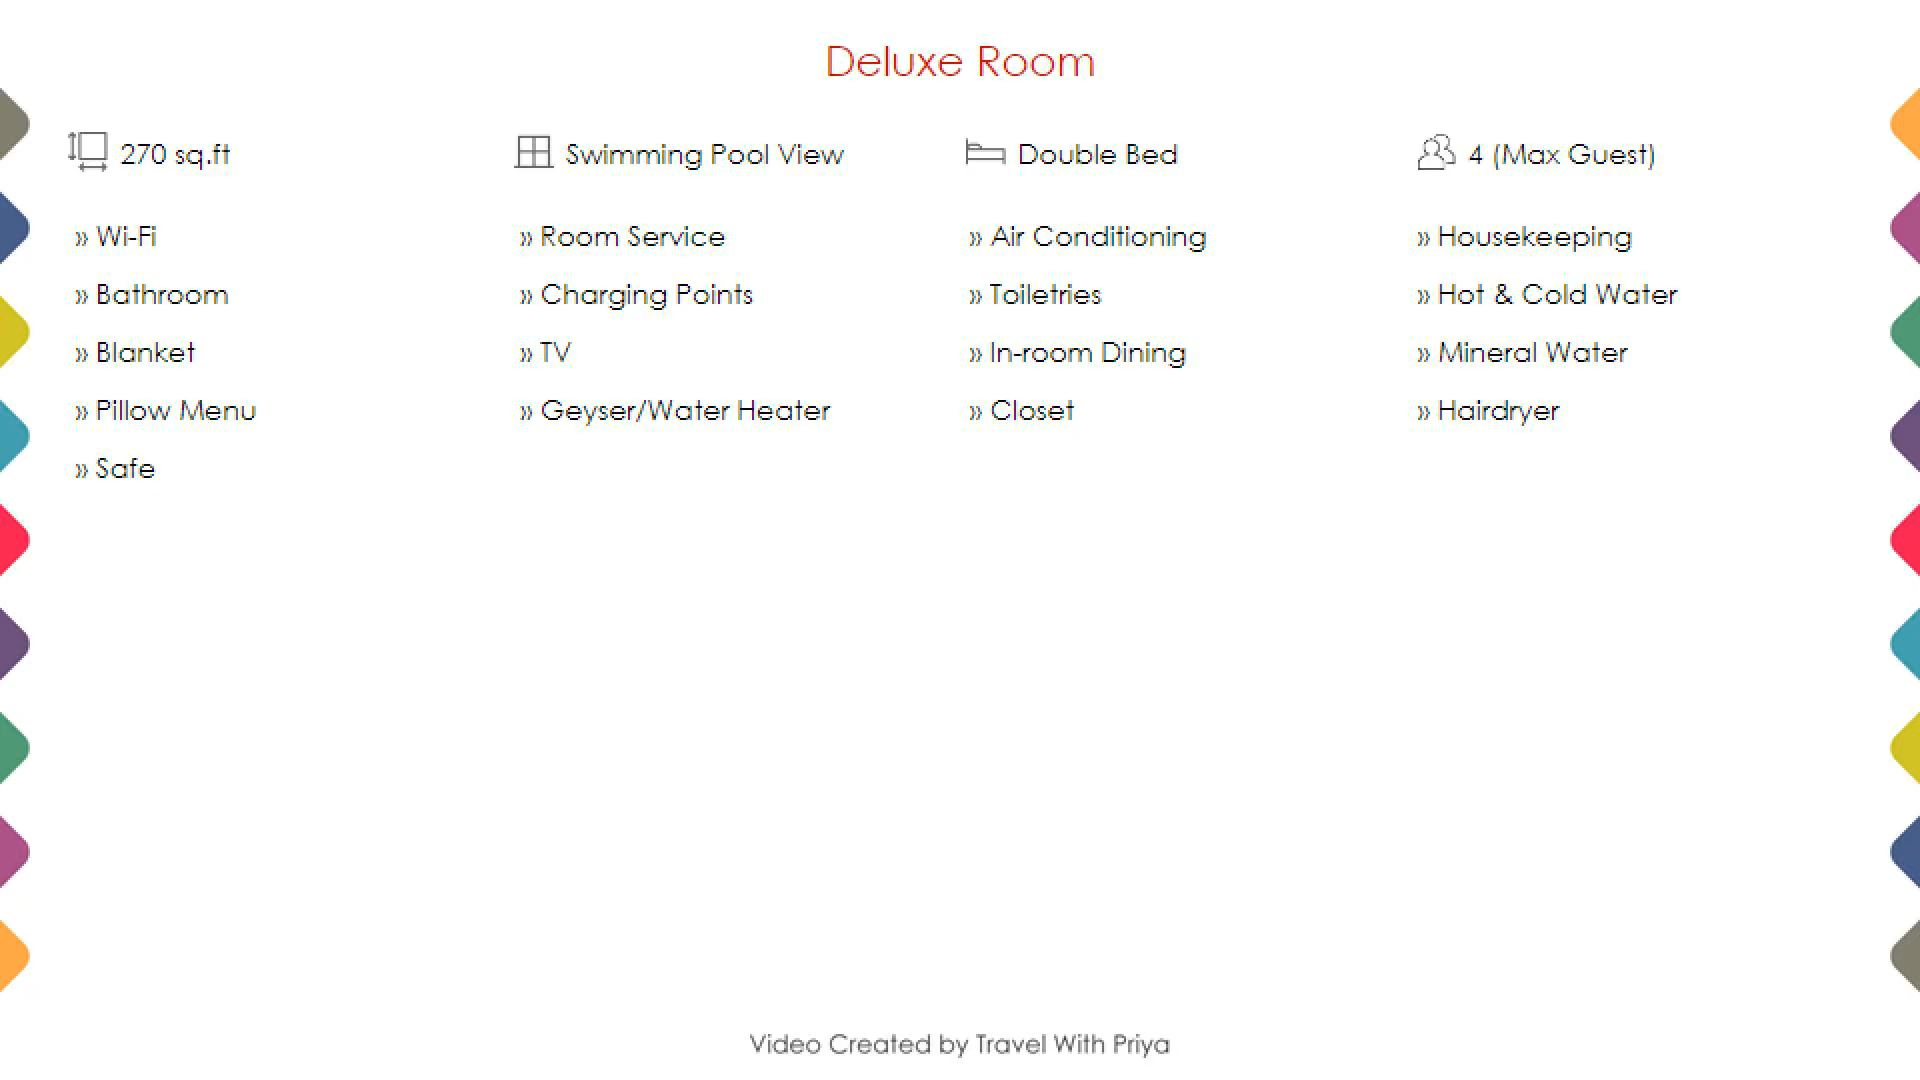 Deluxe Room
270 sq.ft Swimming Pool View Double Bed 4 (Max Guest)
» Wi-Fi » Room Service » Air Conditioning » Housekeeping
» Bathroom » Charging Points » Toiletries » Hot & Cold Water
» Blanket » TV » In-room Dining » Mineral Water
» Pillow Menu » Geyser/Water Heater » Closet » Hairdryer
» Safe
Video Created by Travel With Priya